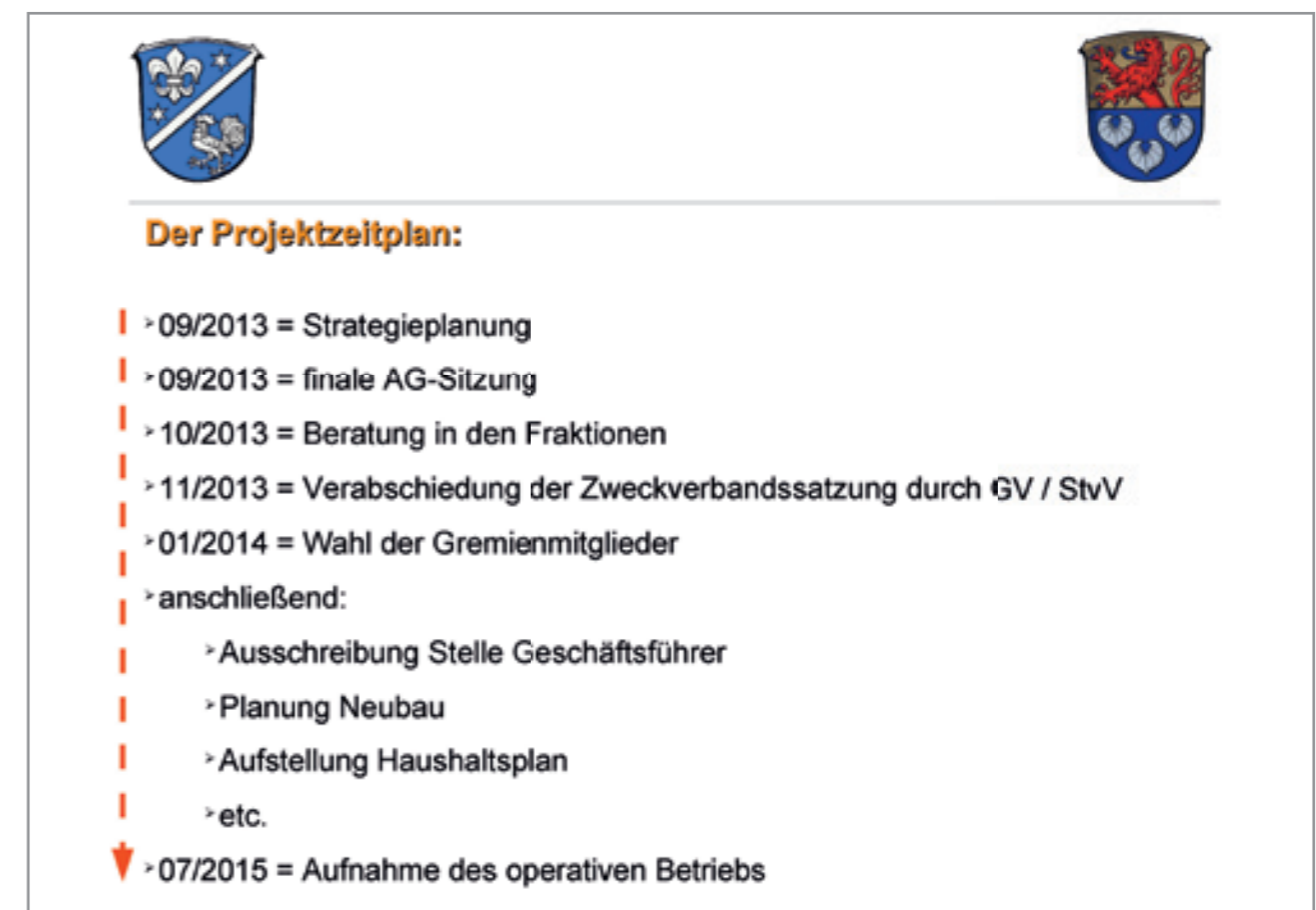 Der Projektzeitplan:
09/2013 = Strategieplanung
09/2013 = finale AG-Sitzung
10/2013 = Beratung in den Fraktionen
11/2013 = Verabschiedung der Zweckverbandssatzung durch GV / StvV
01/2014 = Wahl der Gremienmitglieder
anschließend:
Ausschreibung Stelle Geschäftsführer
Planung Neubau
Aufstellung Haushaltsplan
etc.
07/2015 = Aufnahme des operativen Betriebs